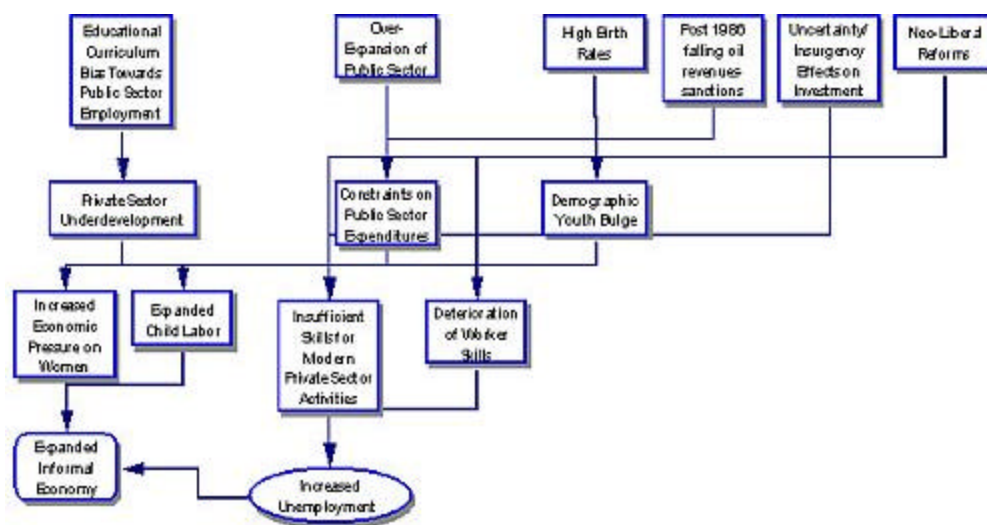 Educational
Curriculum
Bias Towards
Public Sector
Employment
Over-
Expansion of
Public Sector
High Birth
Rates
Post 1986
falling oil
revenues-
sanctions
Uncertainty/
Insurgency
Effects on
Investment
Neo-Liberal
Reforms
Private Sector
Underdevelopment
Constraints on
Public Sector
Expenditures
Demographic
Youth Bulge
Increased
Economic
Pressure on
Women
Expanded
Child Labor
Insufficient
Skills for
Modern
Private Sector
Activities
Deterioration
of Worker
Skills
Expanded
Informal
Economy
Increased
Unemployment